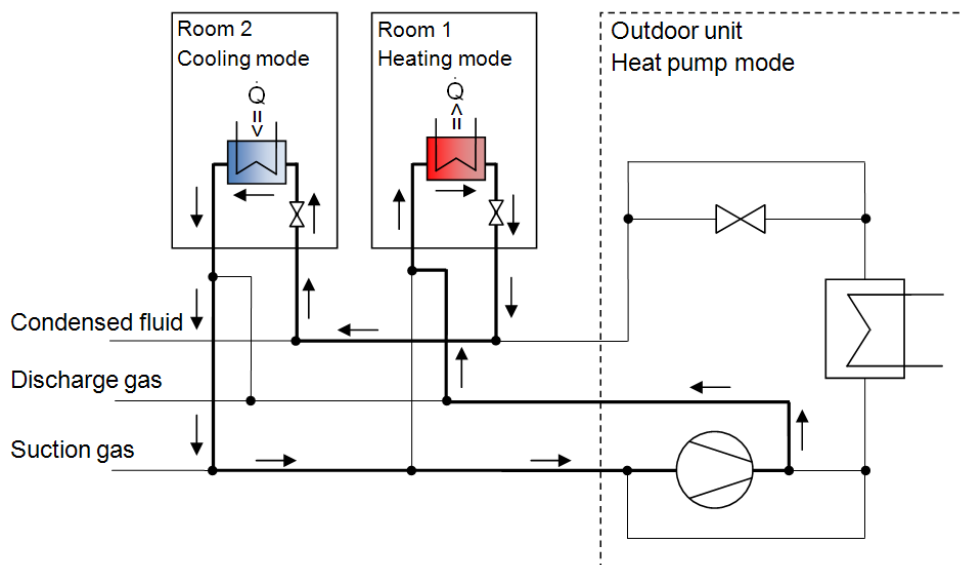 Room 2
Cooling mode
Q̇
Room 1
Heating mode
Q̇
Outdoor unit
Heat pump mode
Condensed fluid
Discharge gas
Suction gas